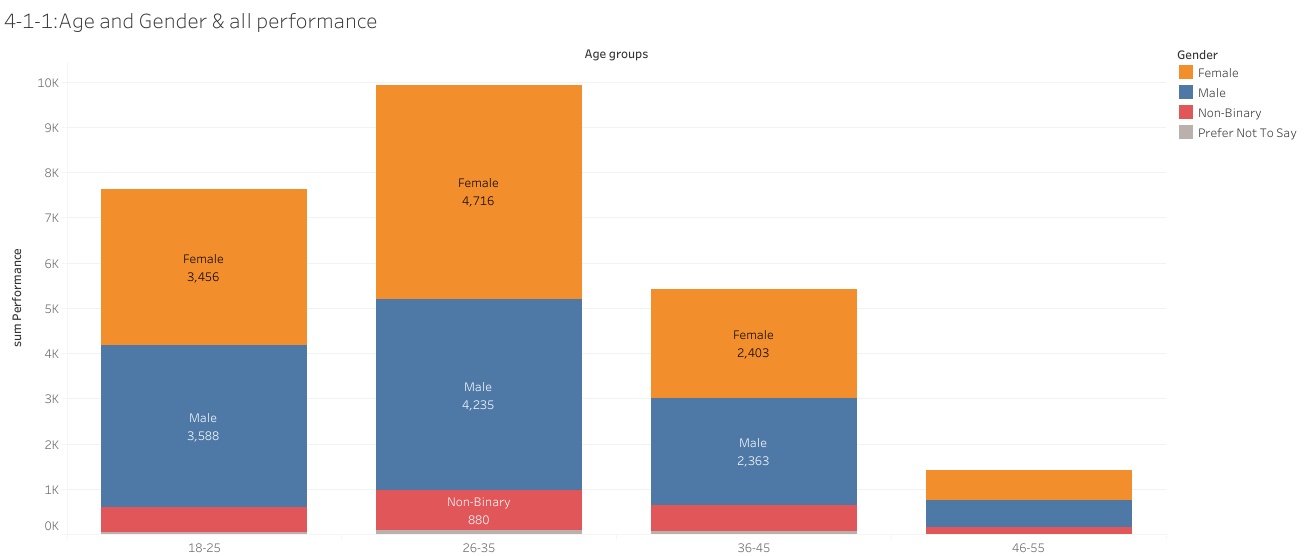 4-1-1:Age and Gender & all performance
Age groups
Gender
Female
Male
Non-Binary
Prefer Not To Say
sum Performance
10K
9K
8K
7K
6K
5K
4K
3K
2K
1K
0K
Female
3,456
Male
3,588
Female
4,716
Male
4,235
Non-Binary
880
Female
2,403
Male
2,363
18-25
26-35
36-45
46-55